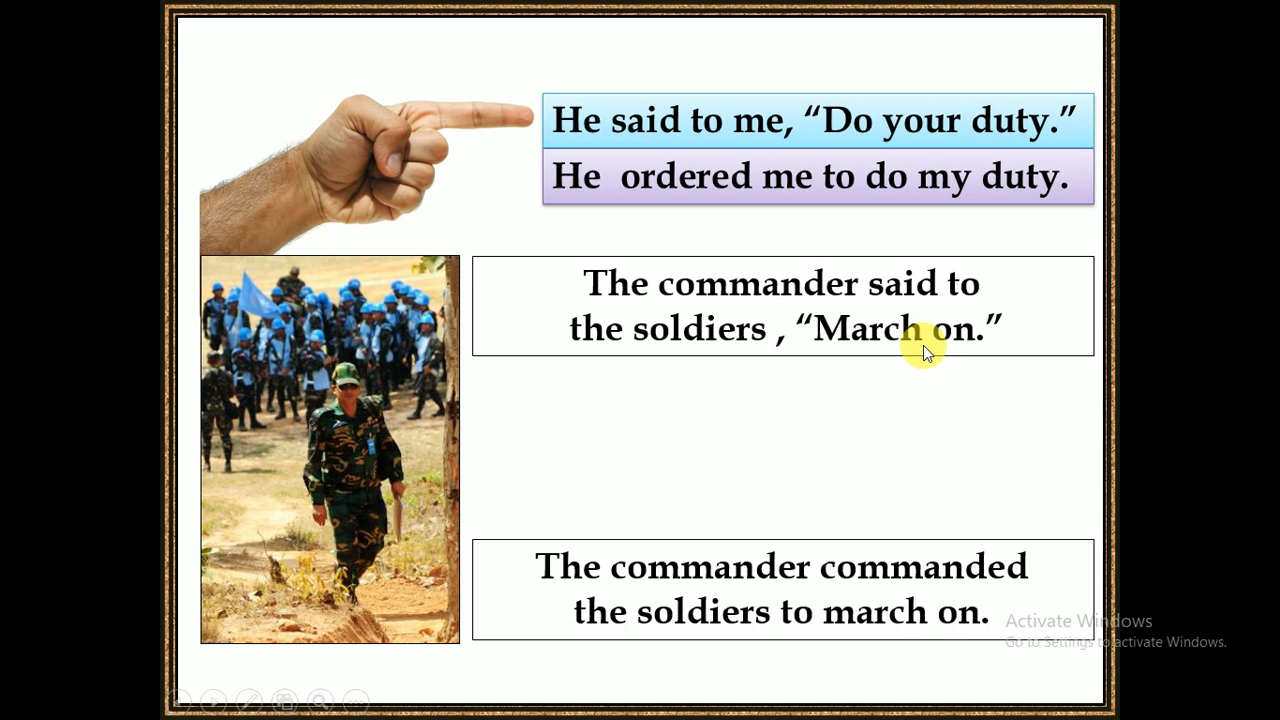 He said to me, “Do your duty.”
He ordered me to do my duty.
The commander said to
the soldiers , “March on.”
The commander commanded
the soldiers to march on.
Activate Windows
Go to Settings to activate Windows.